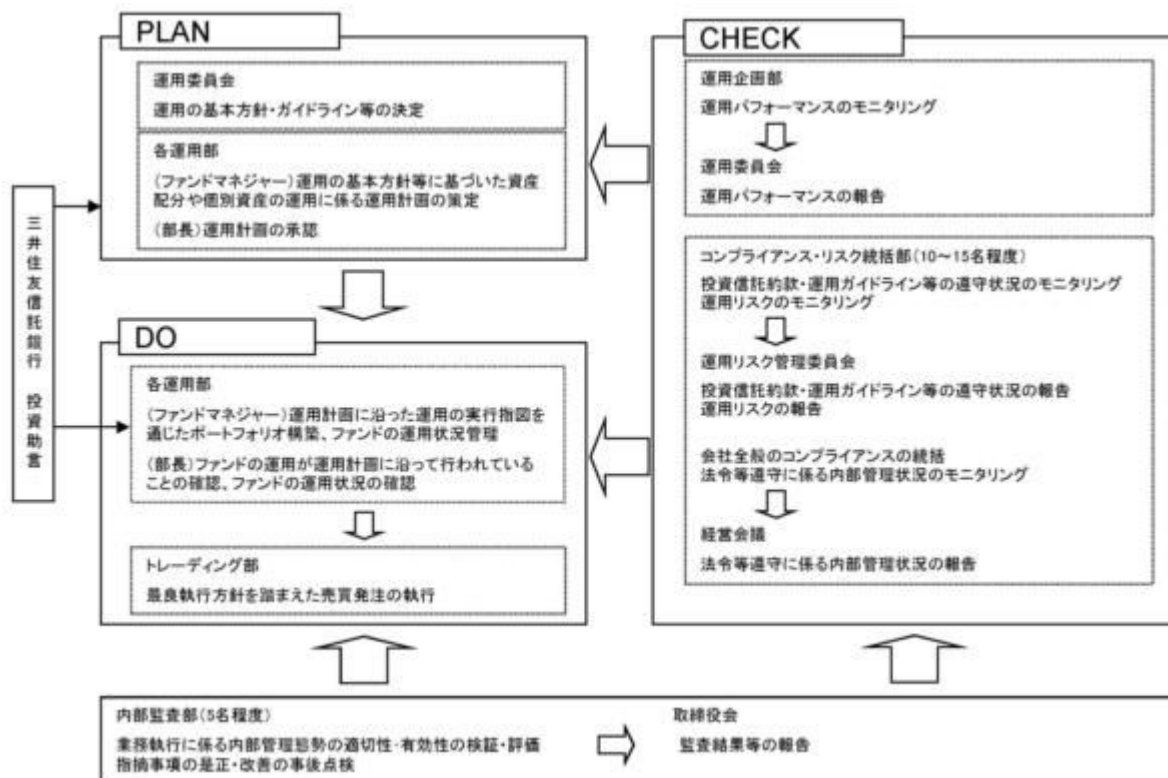 PLAN
運用委員会
運用の基本方針・ガイドライン等の決定
各運用部
(ファンドマネジャー)運用の基本方針等に基づいた資産
配分や個別資産の運用に係る運用計画の策定
(部長)運用計画の承認
三井住友信託銀行 投資助言
DO
各運用部
(ファンドマネジャー)運用計画に沿った運用の実行指図を
通じたポートフォリオ構築、ファンドの運用状況管理
(部長)ファンドの運用が運用計画に沿って行われている
ことの確認、ファンドの運用状況の確認
トレーディング部
最良執行方針を踏まえた売買発注の執行
CHECK
運用企画部
運用パフォーマンスのモニタリング
運用委員会
運用パフォーマンスの報告
コンプライアンス・リスク統括部(10～15名程度)
投資信託約款・運用ガイドライン等の遵守状況のモニタリング
運用リスクのモニタリング
運用リスク管理委員会
投資信託約款・運用ガイドライン等の遵守状況の報告
運用リスクの報告
会社全般のコンプライアンスの統括
法令等遵守に係る内部管理状況のモニタリング
経営会議
法令等遵守に係る内部管理状況の報告
内部監査部(5名程度)
業務執行に係る内部管理態勢の適切性・有効性の検証・評価
指摘事項の是正・改善の事後点検
取締役会
監査結果等の報告